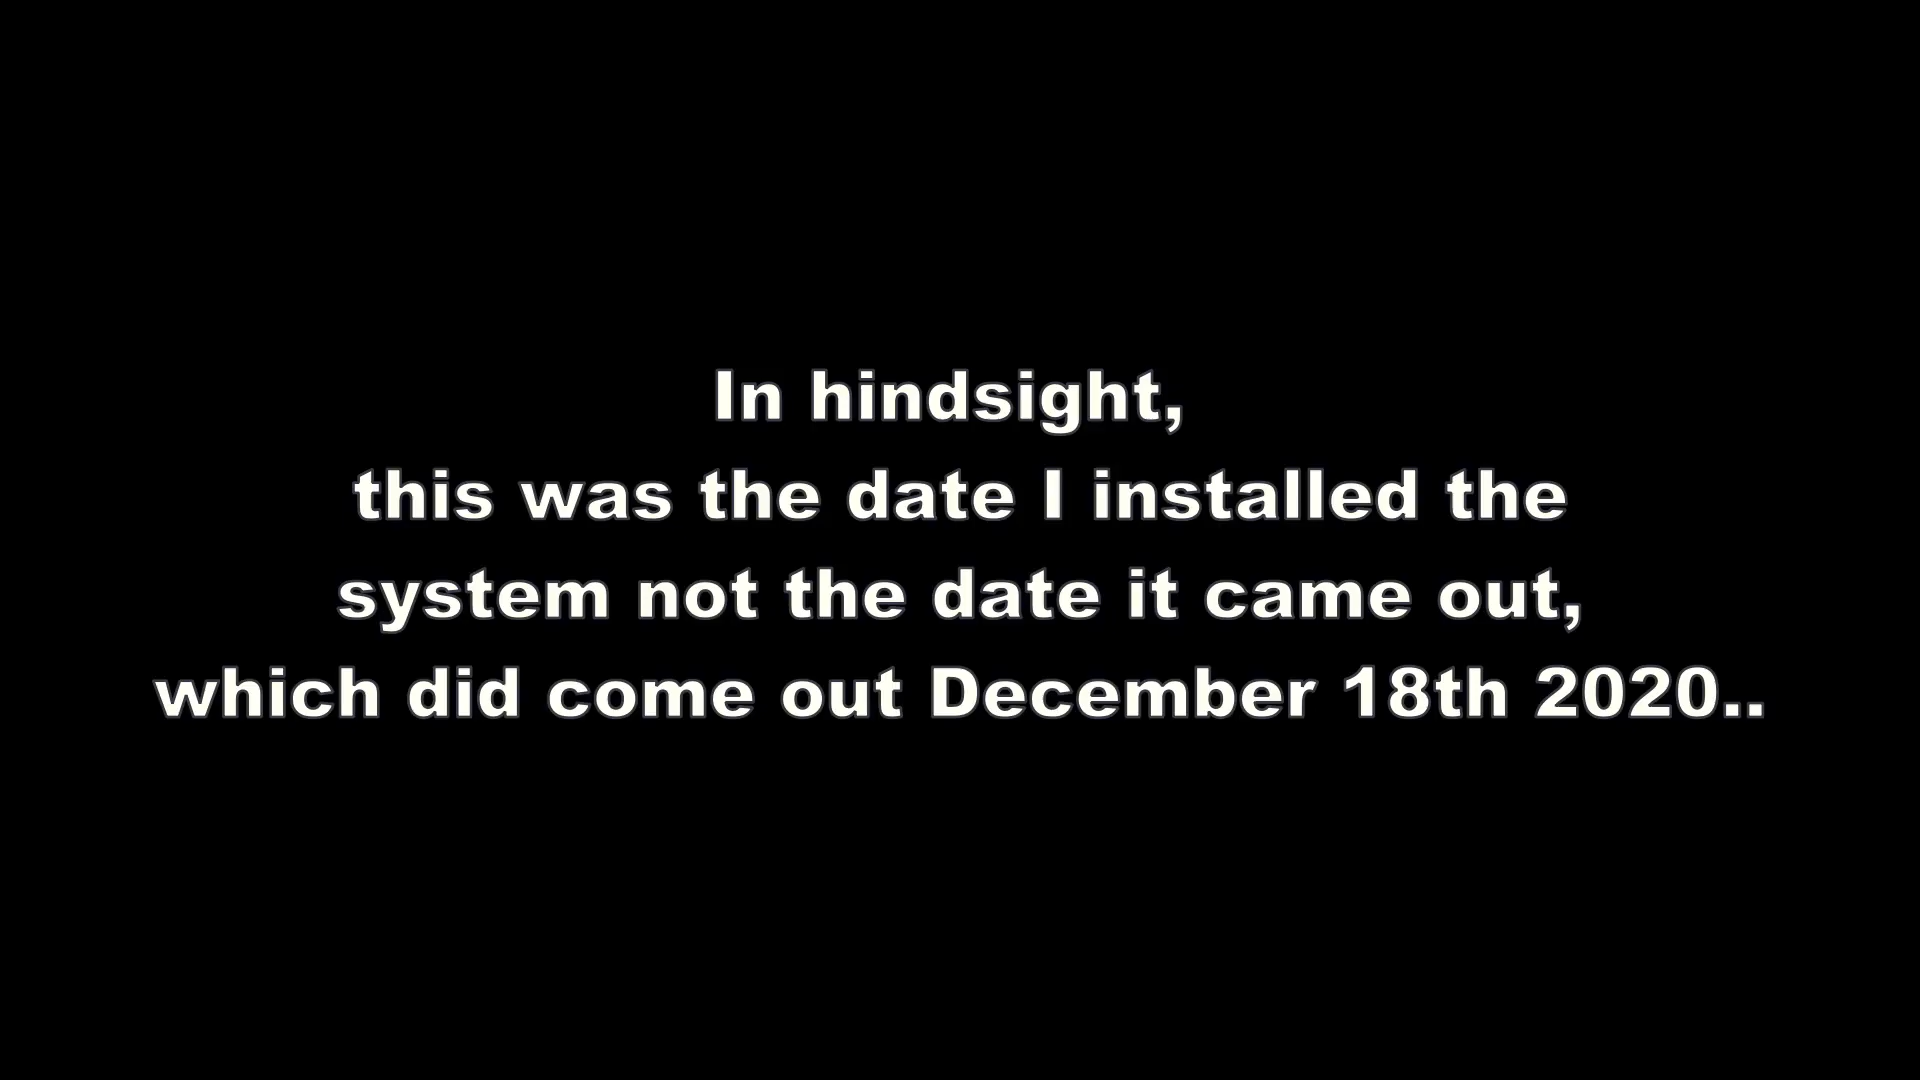 In hindsight,
this was the date I installed the
system not the date it came out,
which did come out December 18th 2020..